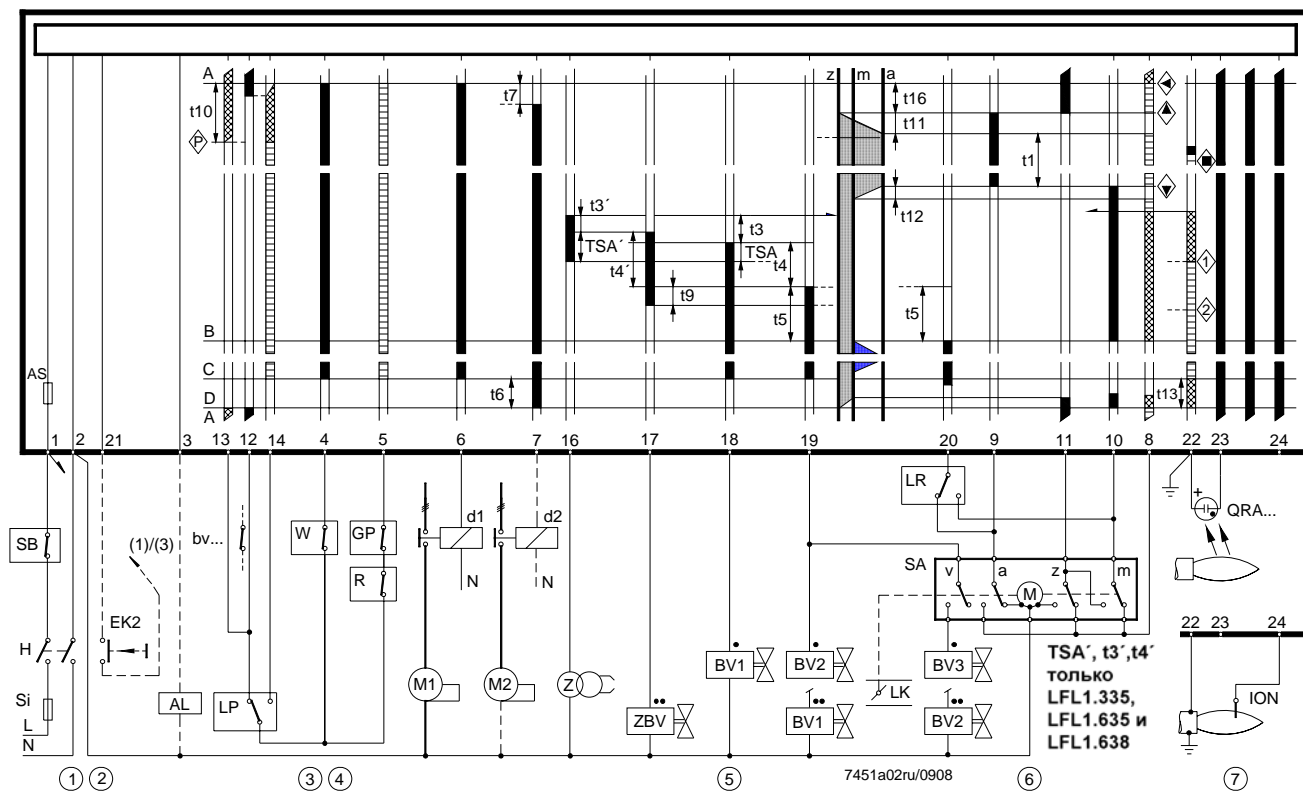 A
z m a
t10
t7
t16
t11
P
t1
t3´
t3
t12
TSA´
TSA
t4´
t4
1
t9
t5
t5
2
B
AS
C
D
A
t6
t13
1 2 21 3 13 12 14 4 5 6 7 16 17 18 19 20 9 11 10 8 22 23 24
LR
+
QRA...
SB
(1)/(3)
bv...
W
GP
d1
d2
SA
v a z m
R
N
N
M
EK2
H
22 23 24
BV1
BV2
BV3
TSA´, t3´,t4´
только
LFL1.335,
LFL1.635 и
LFL1.638
M1
M2
Z
Si
AL
LP
LK
ION
L
ZBV
BV1
BV2
N
1 2 3 4 5 7451a02ru/0908 6 7